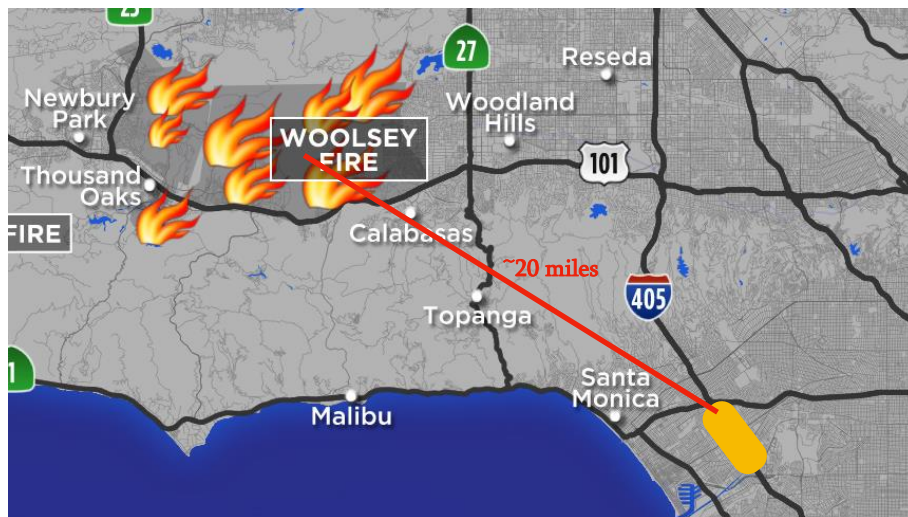 23
27
Reseda
Newbury
Park
Woodland
Hills
WOOLSEY
FIRE
101
Thousand
Oaks
FIRE
Calabasas
~20 miles
405
Topanga
1
Santa
Monica
Malibu